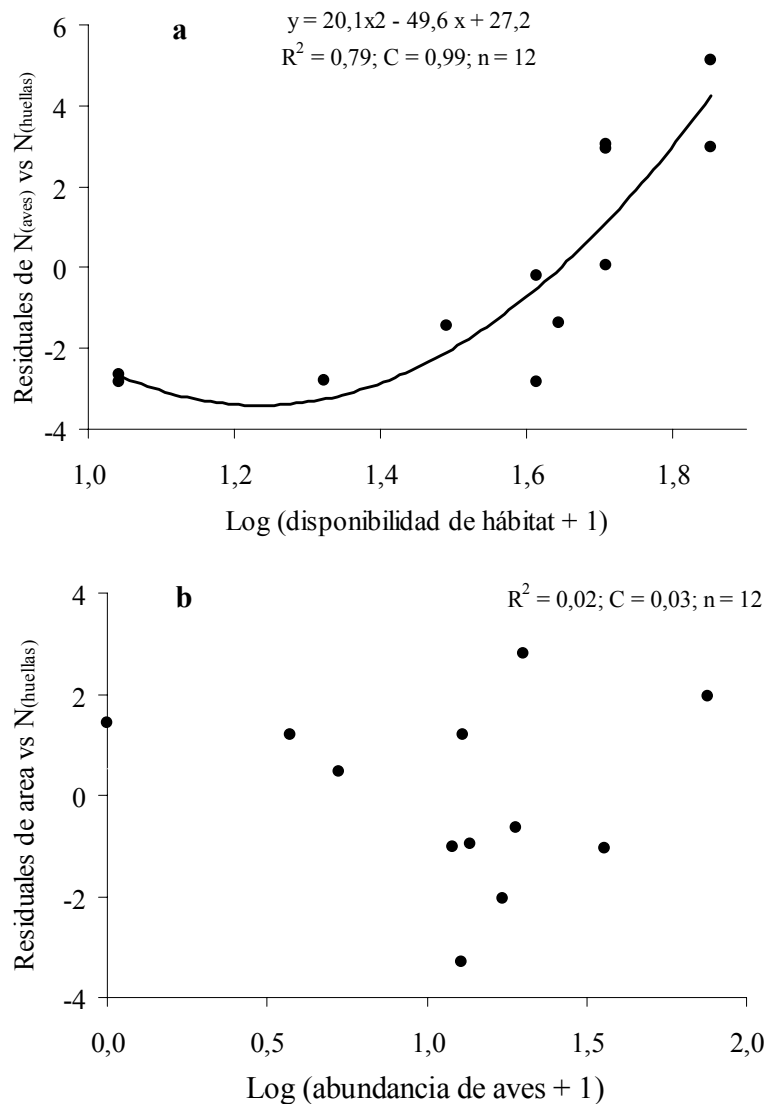 a
y = 20,1x2 - 49,6 x + 27,2
R² = 0,79; C = 0,99; n = 12
Residuales de N(aves) vs N(huellas)
6
4
2
0
-2
-4
1,0 1,2 1,4 1,6 1,8
Log (disponibilidad de hábitat + 1)
b
R² = 0,02; C = 0,03; n = 12
Residuales de area vs N(huellas)
4
2
0
-2
-4
0,0 0,5 1,0 1,5 2,0
Log (abundancia de aves + 1)